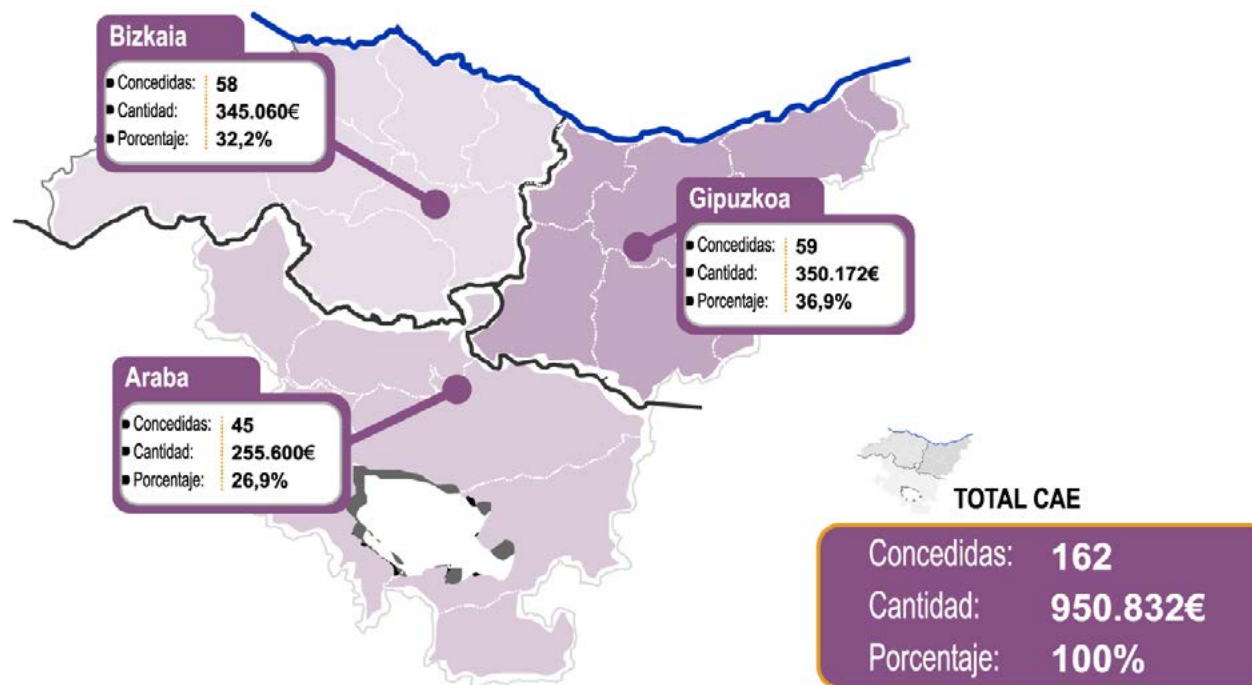 Bizkaia
Concedidas: 58
Cantidad: 345.060€
Porcentaje: 32,2%
Gipuzkoa
Concedidas: 59
Cantidad: 350.172€
Porcentaje: 36,9%
Araba
Concedidas: 45
Cantidad: 255.600€
Porcentaje: 26,9%
TOTAL CAE
Concedidas: 162
Cantidad: 950.832€
Porcentaje: 100%